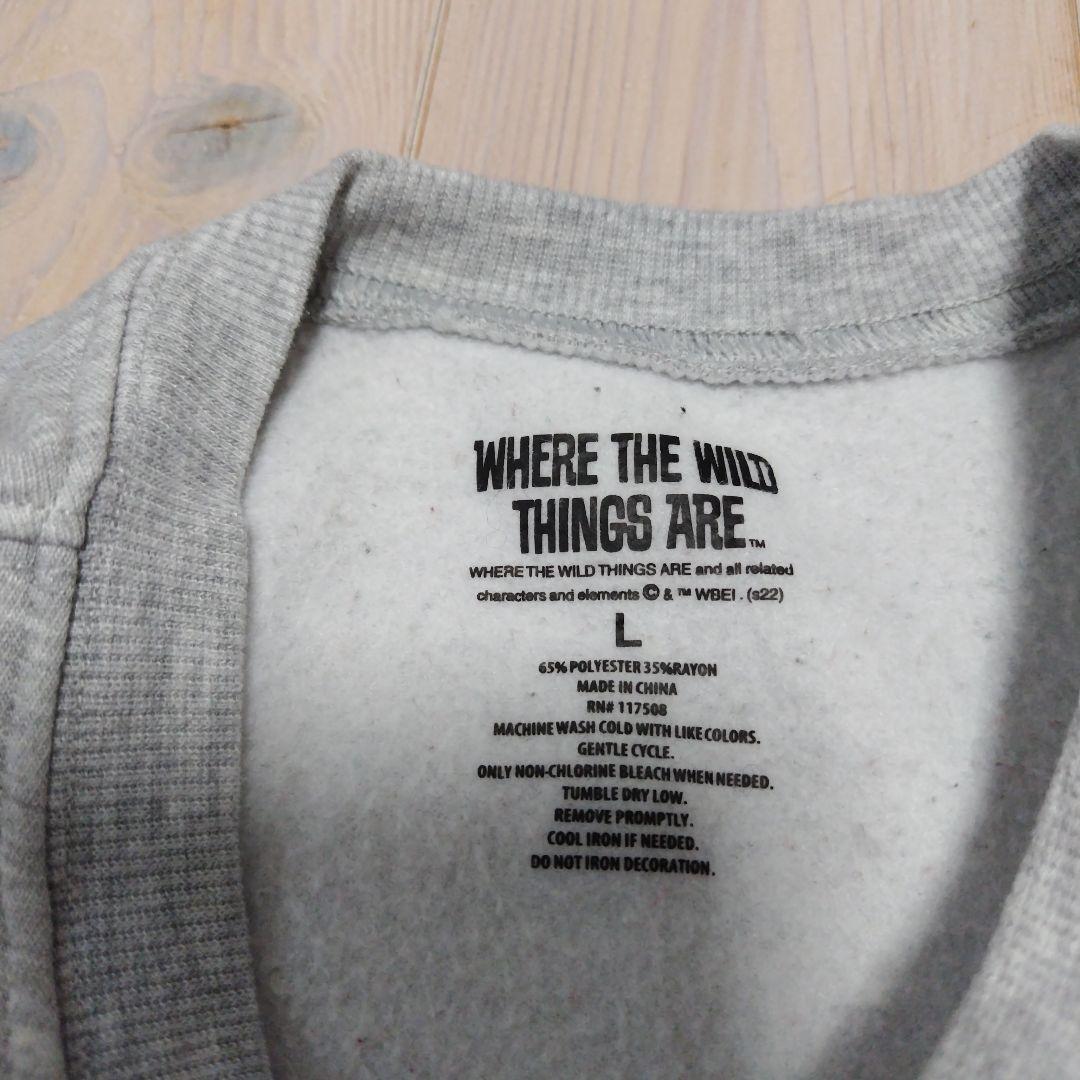 WHERE THE WILD
THINGS ARE™
WHERE THE WILD THINGS ARE and all related
characters and elements © & ™ WBEI . (s22)
L
65% POLYESTER 35%RAYON
MADE IN CHINA
RN# 117508
MACHINE WASH COLD WITH LIKE COLORS.
GENTLE CYCLE.
ONLY NON-CHLORINE BLEACH WHEN NEEDED.
TUMBLE DRY LOW.
REMOVE PROMPTLY.
COOL IRON IF NEEDED.
DO NOT IRON DECORATION.